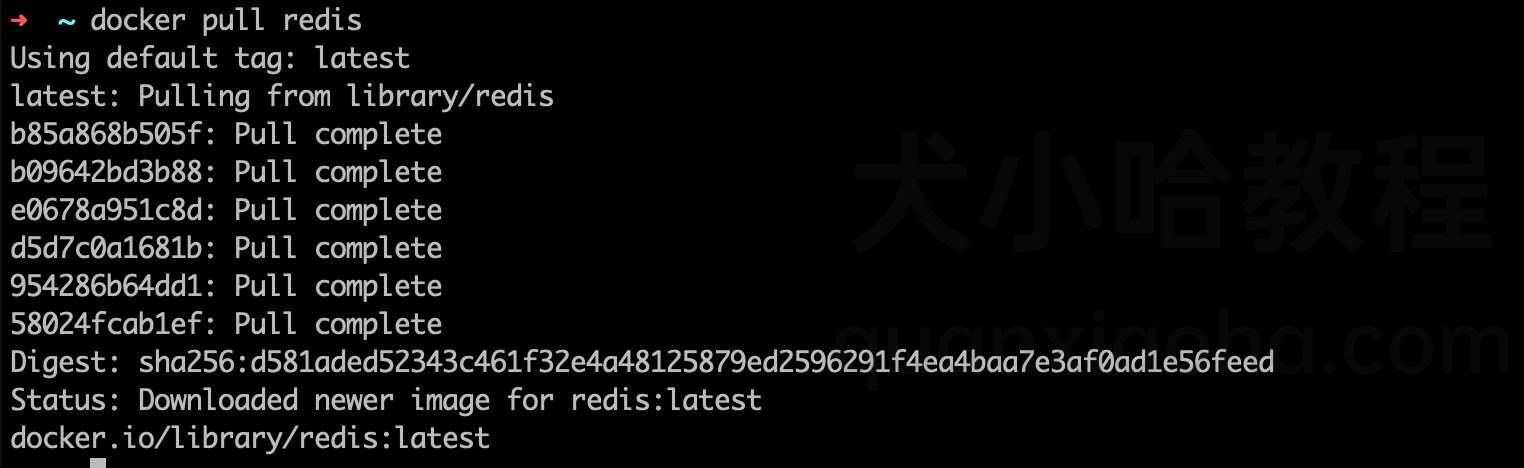 ➜ ~ docker pull redis
Using default tag: latest
latest: Pulling from library/redis
b85a868b505f: Pull complete
b09642bd3b88: Pull complete
e0678a951c8d: Pull complete
d5d7c0a1681b: Pull complete
954286b64dd1: Pull complete
58024fcab1ef: Pull complete
Digest: sha256:d581aded52343c461f32e4a48125879ed2596291f4ea4baa7e3af0ad1e56feed
Status: Downloaded newer image for redis:latest
docker.io/library/redis:latest
犬小哈教程
quanxiaoha.com